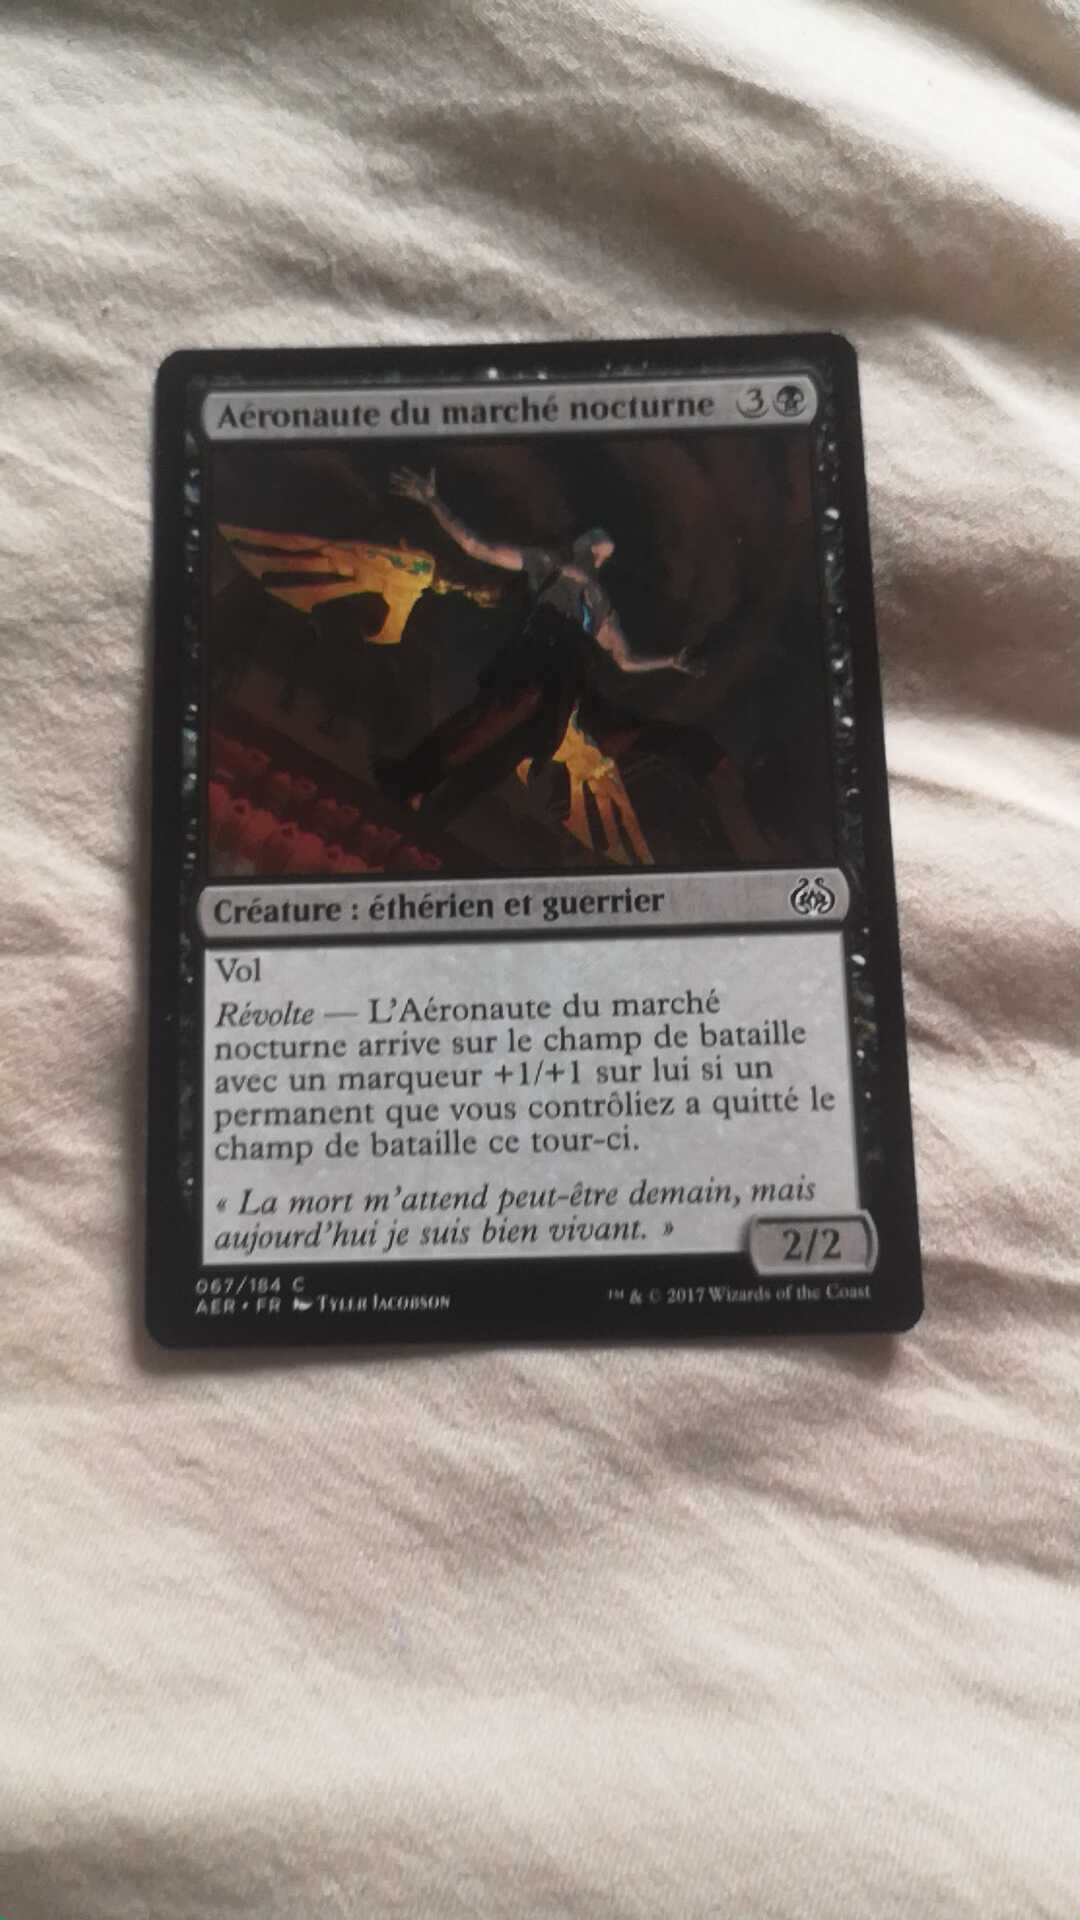 Aéronaute du marché nocturne 3
Créature : éthérien et guerrier
Vol
Révolte — L'Aéronaute du marché
nocturne arrive sur le champ de bataille
avec un marqueur +1/+1 sur lui si un
permanent que vous contrôliez a quitté le
champ de bataille ce tour-ci.
« La mort m'attend peut-être demain, mais
aujourd'hui je suis bien vivant. »
2/2
067/184 C
AER • FR Tyler Jacobson
™ & © 2017 Wizards of the Coast